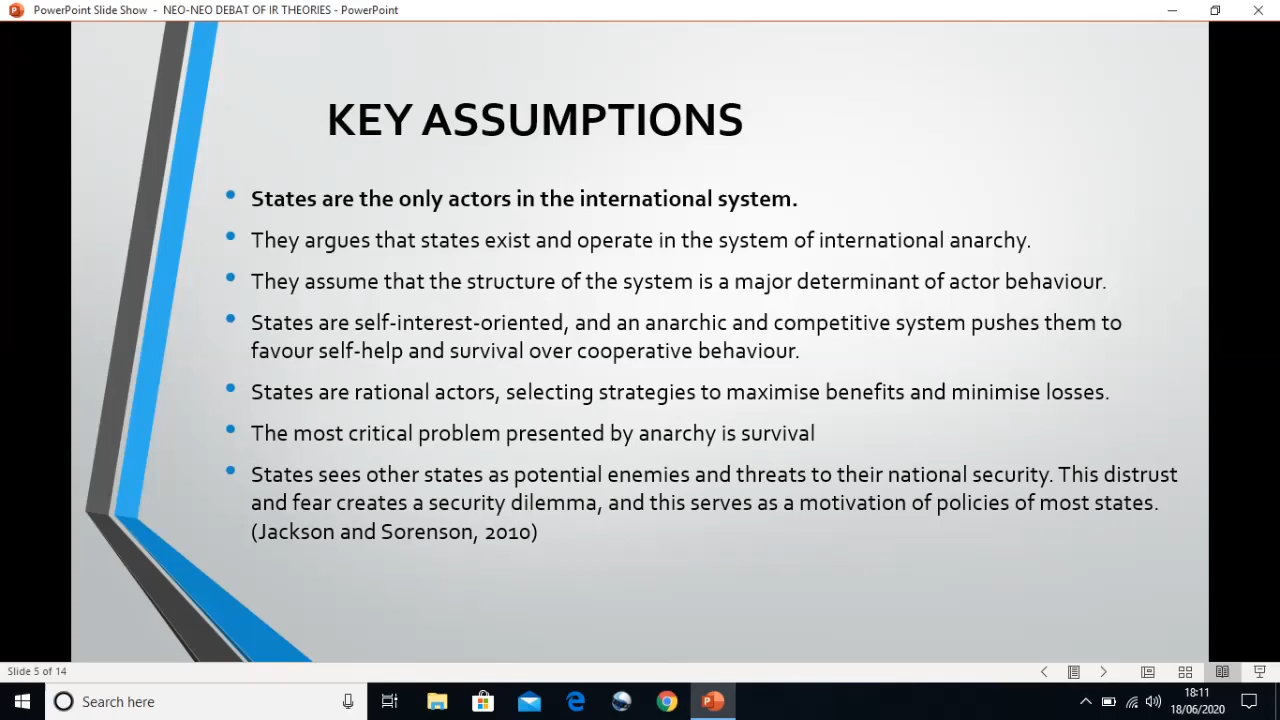 PowerPoint Slide Show - NEO-NEO DEBAT OF IR THEORIES - PowerPoint
KEY ASSUMPTIONS
• States are the only actors in the international system.
• They argues that states exist and operate in the system of international anarchy.
• They assume that the structure of the system is a major determinant of actor behaviour.
• States are self-interest-oriented, and an anarchic and competitive system pushes them to
favour self-help and survival over cooperative behaviour.
• States are rational actors, selecting strategies to maximise benefits and minimise losses.
• The most critical problem presented by anarchy is survival
• States sees other states as potential enemies and threats to their national security. This distrust
and fear creates a security dilemma, and this serves as a motivation of policies of most states.
(Jackson and Sorenson, 2010)
Slide 5 of 14
Search here
18:11
18/06/2020